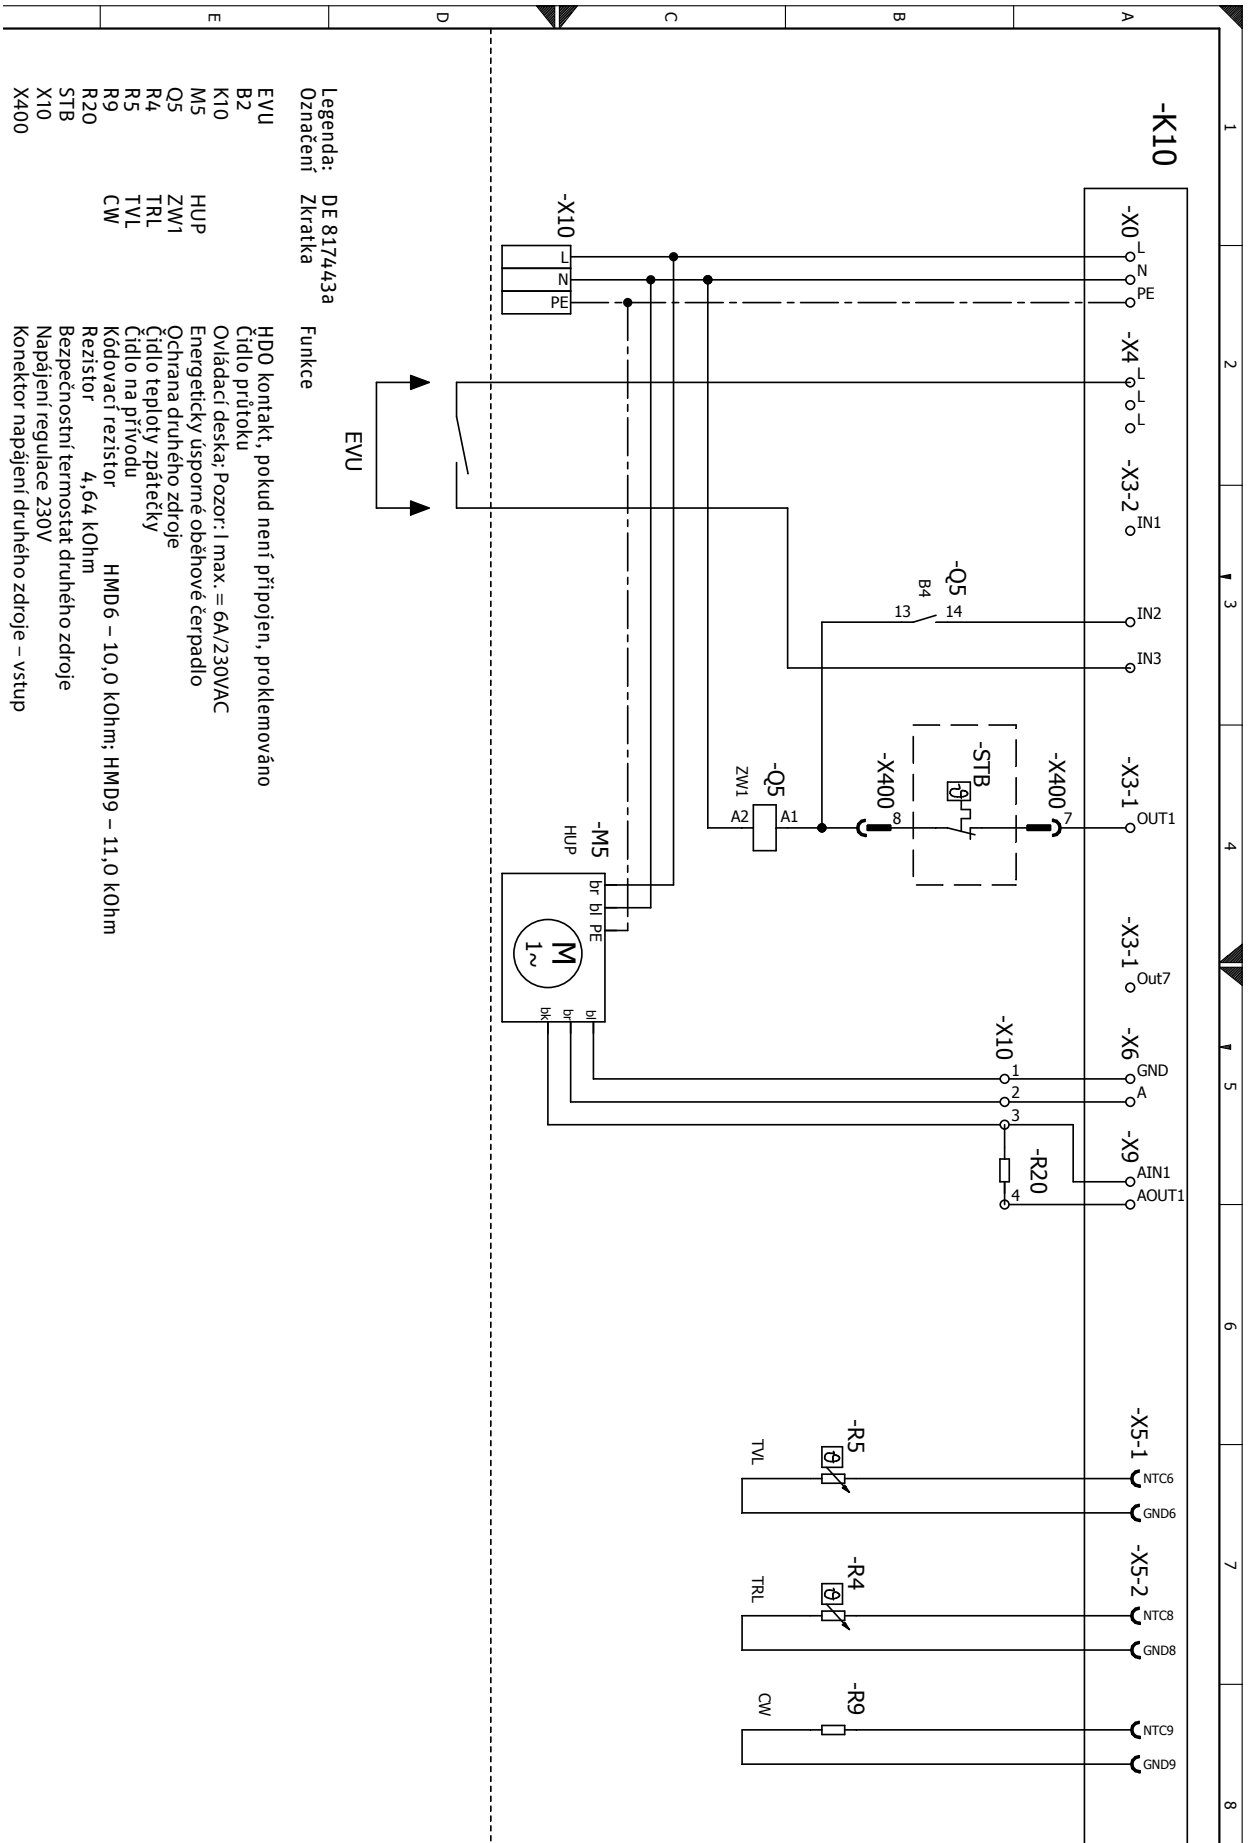 1 2 3 4 5 6 7 8
A
B
C
D
E
-K10
-X0
L
N
PE
-X4
L
L
L
-X3-2
IN1
IN2
IN3
-X3-1
OUT1
-X3-1
Out7
-X6
GND
A
-X9
AIN1
AOUT1
-X5-1
NTC6
GND6
-X5-2
NTC8
GND8
NTC9
GND9
-X400
7
-STB
ϑ
-X400
8
-Q5
B4
13 14
-Q5
ZW1
A2 A1
-X10
1
2
3
4
-R20
-R5
ϑ
TVL
-R4
ϑ
TRL
-R9
CW
-X10
L
N
PE
-M5
HUP
br bl PE
M
1~
bk br bl
EVU
Legenda: DE 817443a
Označení Zkratka Funkce
EVU HDO kontakt, pokud není připojen, proklemováno
B2 Čidlo průtoku
K10 Ovládací deska; Pozor: I max. = 6A/230VAC
M5 HUP Energeticky úsporné oběhové čerpadlo
Q5 ZW1 Ochrana druhého zdroje
R4 TRL Čidlo teploty zpátečky
R5 TVL Čidlo na přívodu
R9 CW Kódovací rezistor HMD6 – 10,0 kOhm; HMD9 – 11,0 kOhm
R20 Rezistor 4,64 kOhm
STB Bezpečnostní termostat druhého zdroje
X10 Napájení regulace 230V
X400 Konektor napájení druhého zdroje – vstup